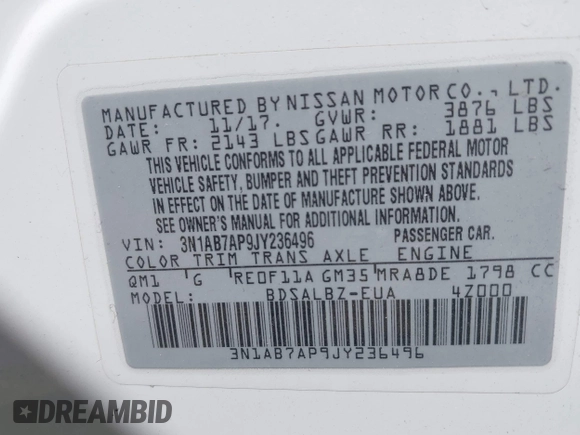 MANUFACTURED BY NISSAN MOTOR CO., LTD.
DATE: 11/17. GVWR: 3876 LBS
GAWR FR: 2143 LBS GAWR RR: 1881 LBS
THIS VEHICLE CONFORMS TO ALL APPLICABLE FEDERAL MOTOR
VEHICLE SAFETY, BUMPER AND THEFT PREVENTION STANDARDS
IN EFFECT ON THE DATE OF MANUFACTURE SHOWN ABOVE.
SEE OWNER'S MANUAL FOR ADDITIONAL INFORMATION.
VIN: 3N1AB7AP9JY236496 PASSENGER CAR.
COLOR TRIM TRANS AXLE ENGINE
QM1 G RE0F11A GM35 MRA8DE 1798 CC
MODEL: BDSALBZ-EUA 4Z000
3N1AB7AP9JY236496
DREAMBID